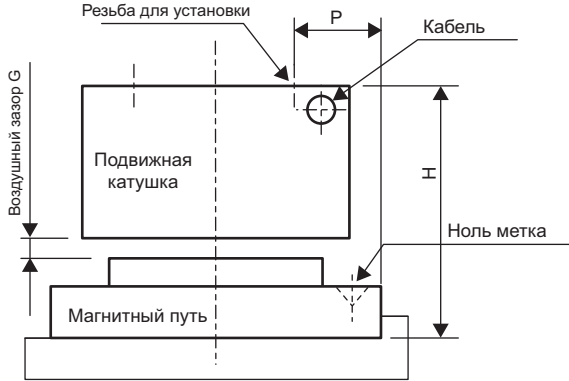 Резьба для установки
P
Кабель
Воздушный зазор G
Подвижная
катушка
H
Ноль метка
Магнитный путь